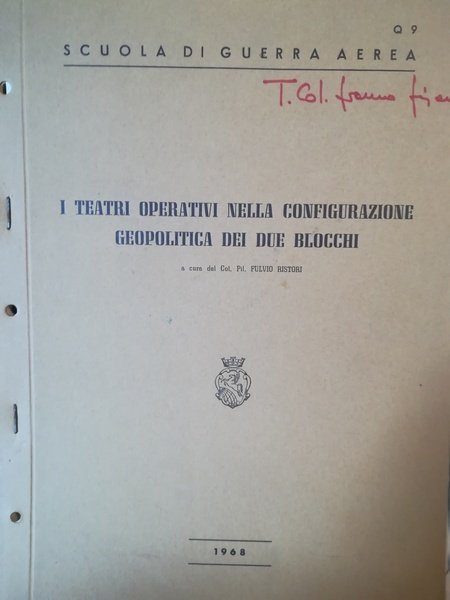 Q 9
SCUOLA DI GUERRA AEREA
T. Col.
I TEATRI OPERATIVI NELLA CONFIGURAZIONE
GEOPOLITICA DEI DUE BLOCCHI
a cura del Col. Pil. FULVIO RISTORI
1968